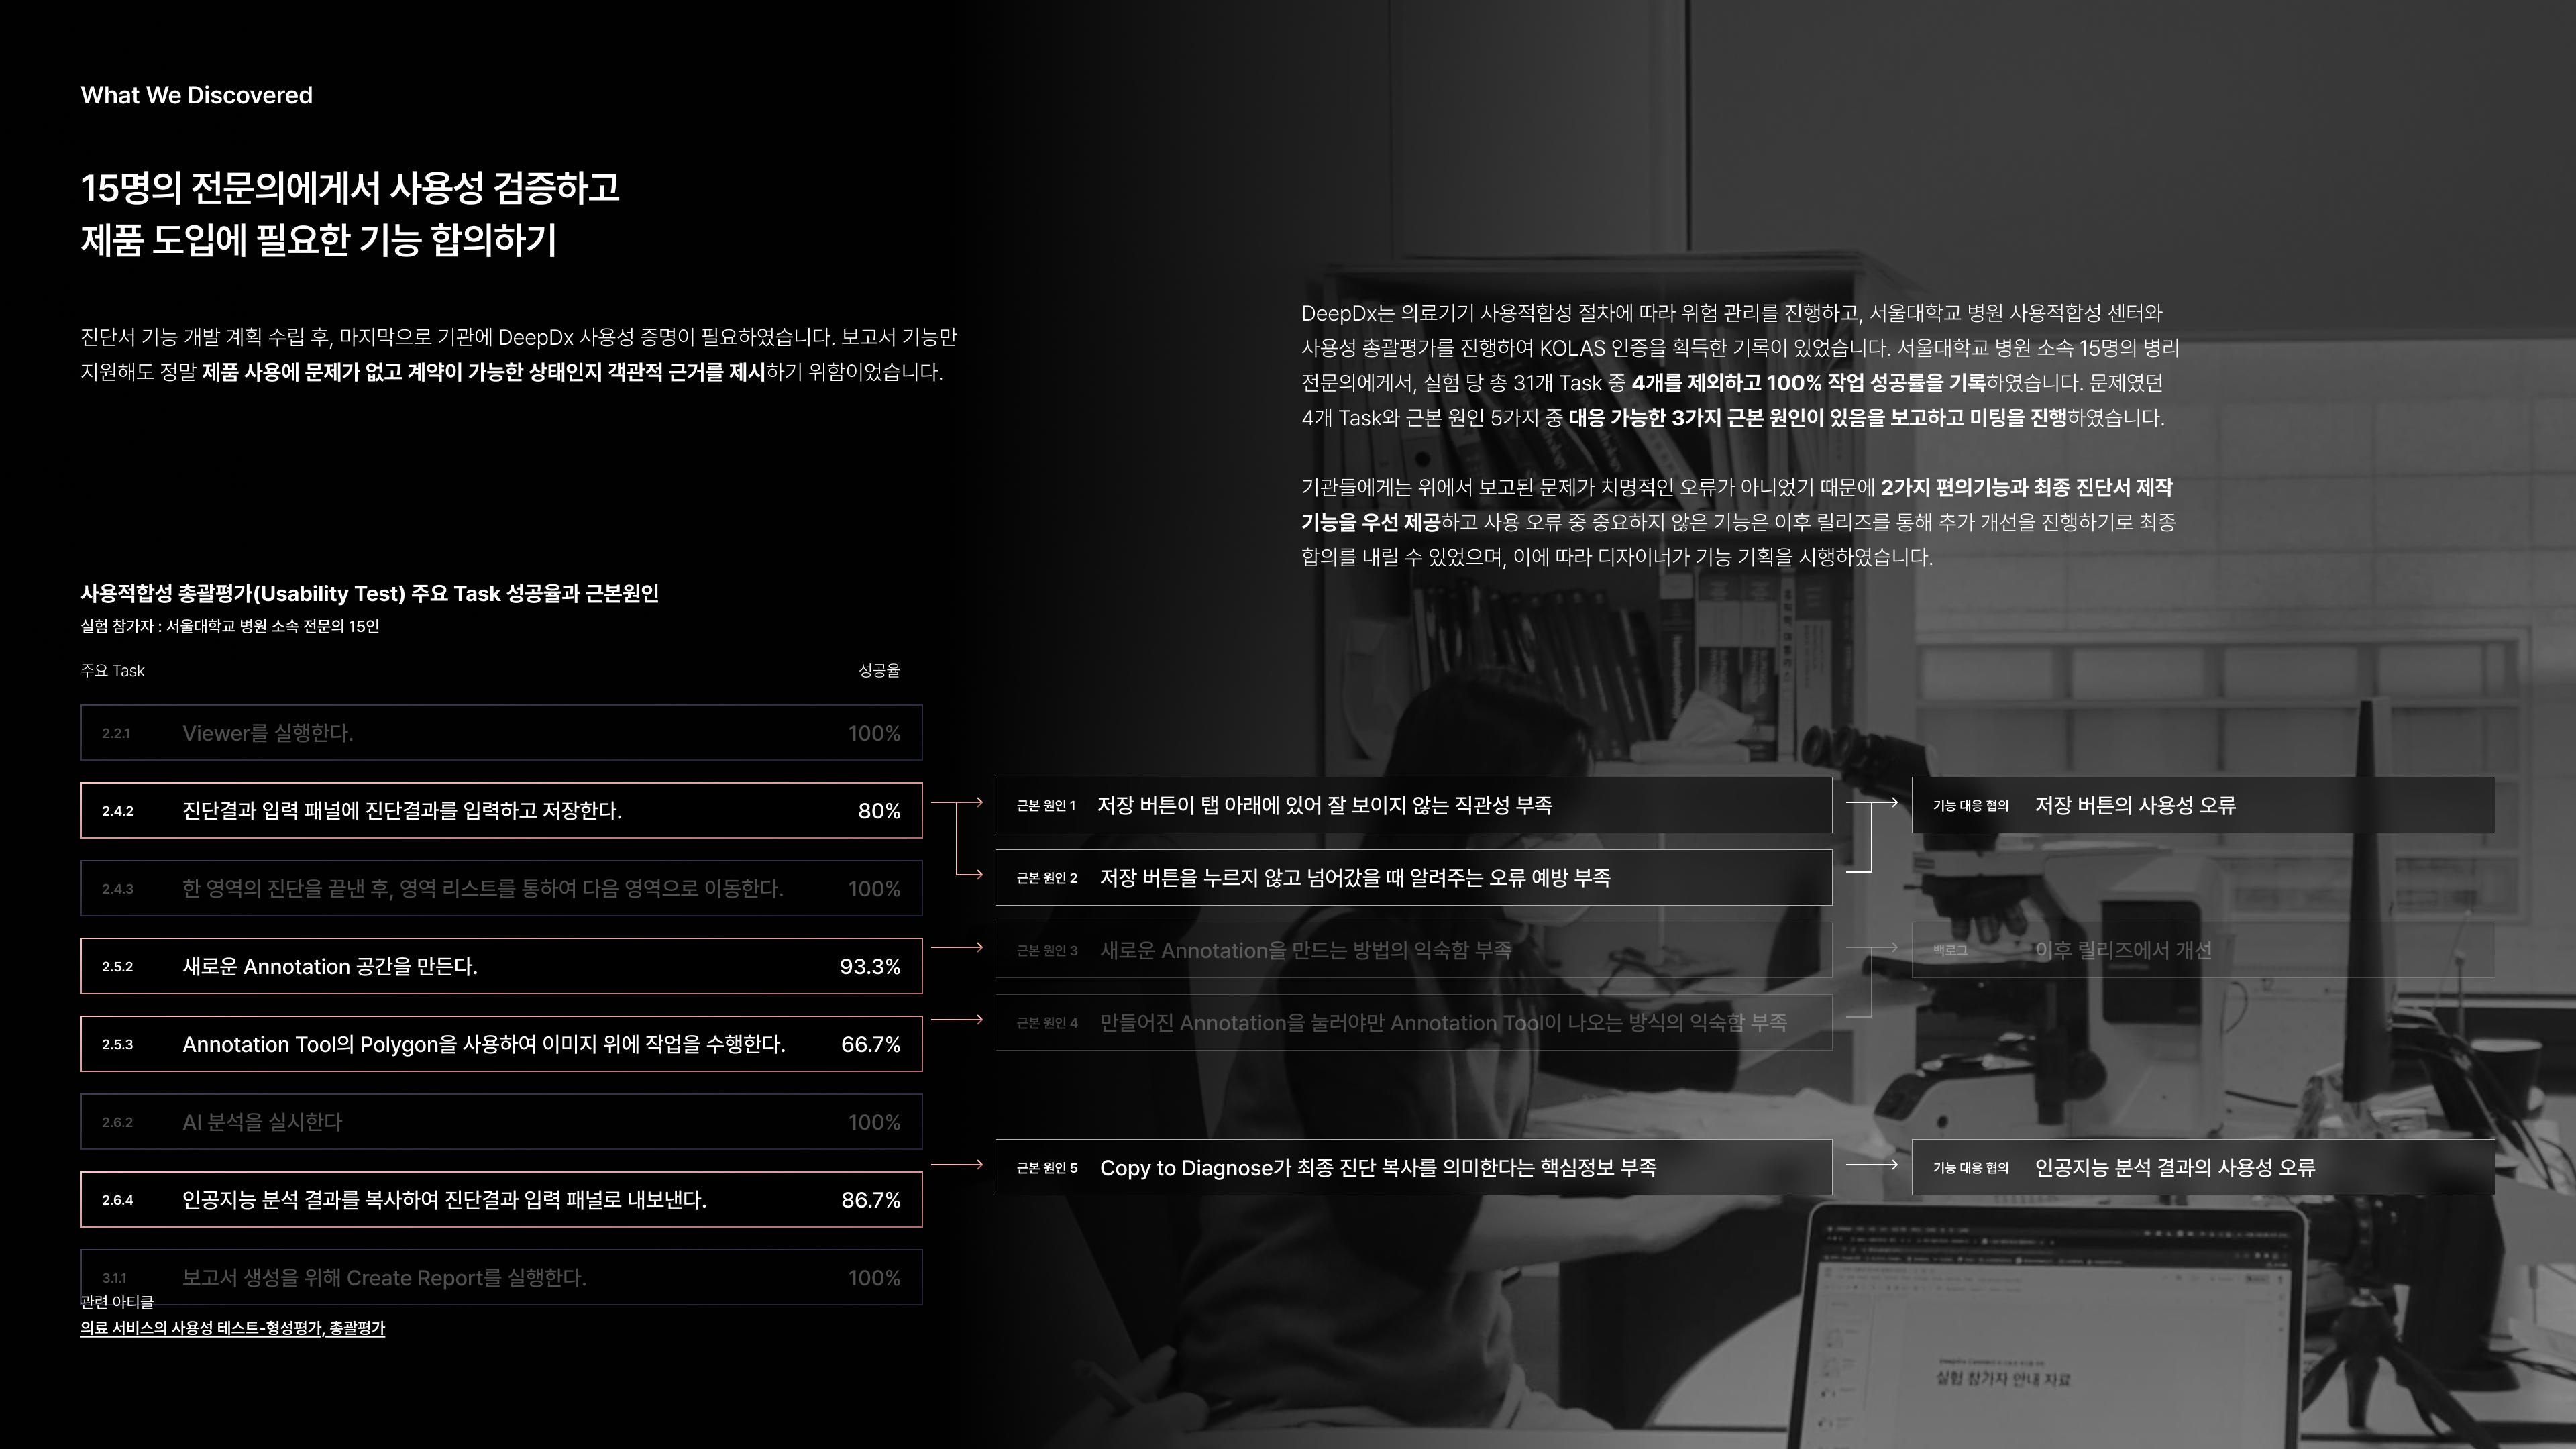 What We Discovered
15명의 전문의에게서 사용성 검증하고
제품 도입에 필요한 기능 합의하기
진단서 기능 개발 계획 수립 후, 마지막으로 기관에 DeepDx 사용성 증명이 필요하였습니다. 보고서 기능만
지원해도 정말 제품 사용에 문제가 없고 계약이 가능한 상태인지 객관적 근거를 제시하기 위함이었습니다.
DeepDx는 의료기기 사용적합성 절차에 따라 위험 관리를 진행하고, 서울대학교 병원 사용적합성 센터와
사용성 총괄평가를 진행하여 KOLAS 인증을 획득한 기록이 있었습니다. 서울대학교 병원 소속 15명의 병리
전문의에게서, 실험 당 총 31개 Task 중 4개를 제외하고 100% 작업 성공률을 기록하였습니다. 문제였던
4개 Task와 근본 원인 5가지 중 대응 가능한 3가지 근본 원인이 있음을 보고하고 미팅을 진행하였습니다.
기관들에게는 위에서 보고된 문제가 치명적인 오류가 아니었기 때문에 2가지 편의기능과 최종 진단서 제작
기능을 우선 제공하고 사용 오류 중 중요하지 않은 기능은 이후 릴리즈를 통해 추가 개선을 진행하기로 최종
합의를 내릴 수 있었으며, 이에 따라 디자이너가 기능 기획을 시행하였습니다.
사용적합성 총괄평가(Usability Test) 주요 Task 성공율과 근본원인
실험 참가자 : 서울대학교 병원 소속 전문의 15인
주요 Task 성공율
2.2.1 Viewer를 실행한다. 100%
2.4.2 진단결과 입력 패널에 진단결과를 입력하고 저장한다. 80%
2.4.3 한 영역의 진단을 끝낸 후, 영역 리스트를 통하여 다음 영역으로 이동한다. 100%
2.5.2 새로운 Annotation 공간을 만든다. 93.3%
2.5.3 Annotation Tool의 Polygon을 사용하여 이미지 위에 작업을 수행한다. 66.7%
2.6.2 AI 분석을 실시한다 100%
2.6.4 인공지능 분석 결과를 복사하여 진단결과 입력 패널로 내보낸다. 86.7%
3.1.1 보고서 생성을 위해 Create Report를 실행한다. 100%
근본 원인 1 저장 버튼이 탭 아래에 있어 잘 보이지 않는 직관성 부족
근본 원인 2 저장 버튼을 누르지 않고 넘어갔을 때 알려주는 오류 예방 부족
근본 원인 3 새로운 Annotation을 만드는 방법의 익숙함 부족
근본 원인 4 만들어진 Annotation을 눌러야만 Annotation Tool이 나오는 방식의 익숙함 부족
근본 원인 5 Copy to Diagnose가 최종 진단 복사를 의미한다는 핵심정보 부족
기능 대응 협의 저장 버튼의 사용성 오류
백로그 이후 릴리즈에서 개선
기능 대응 협의 인공지능 분석 결과의 사용성 오류
관련 아티클
의료 서비스의 사용성 테스트-형성평가, 총괄평가
실험 참가자 안내 자료